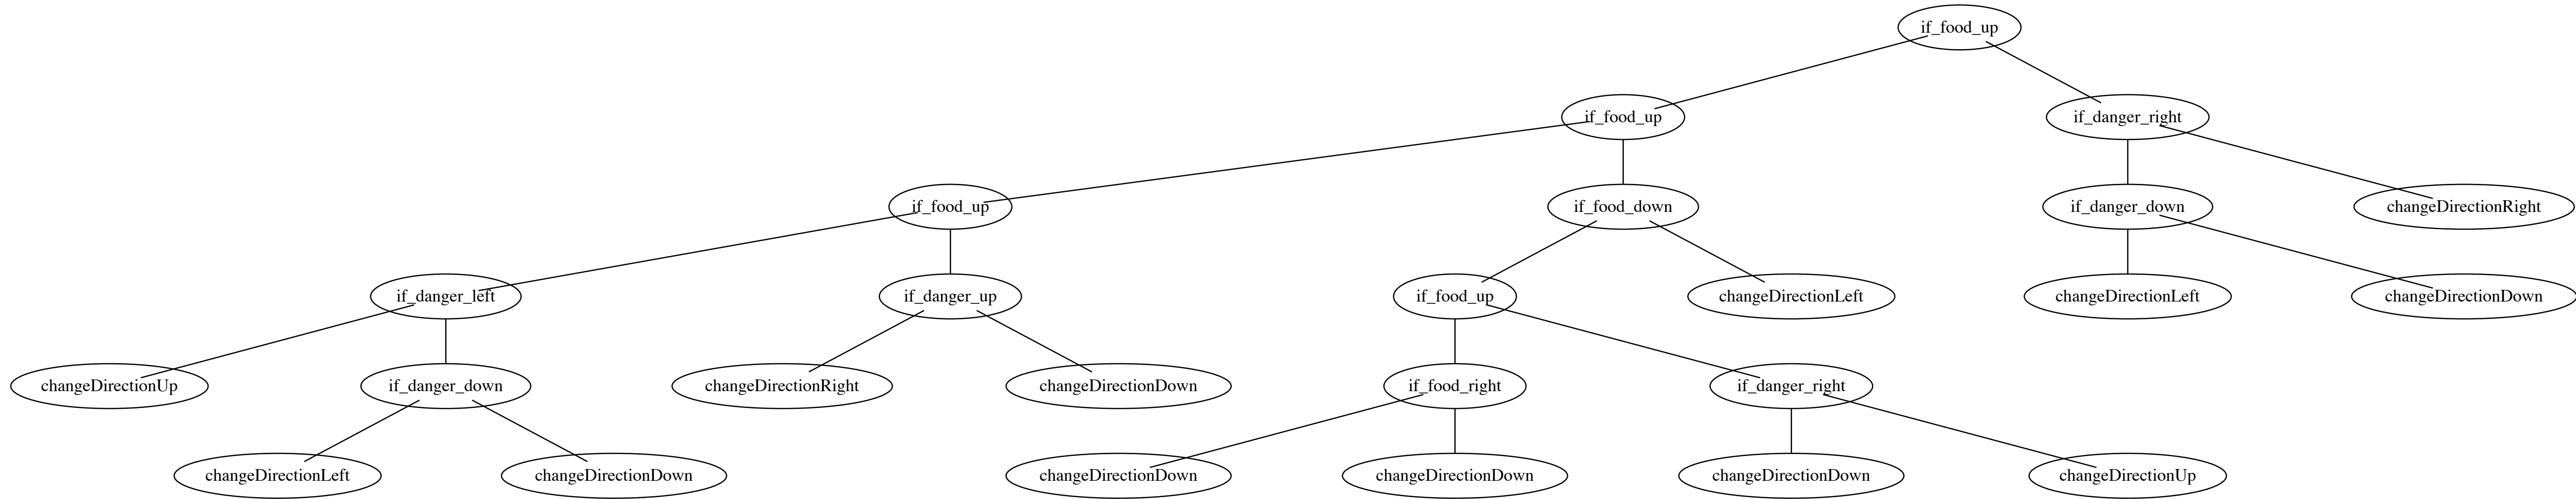 if_food_up
if_food_up
if_danger_right
if_food_up
if_food_down
if_danger_down
changeDirectionRight
if_danger_left
if_danger_up
if_food_up
changeDirectionLeft
changeDirectionLeft
changeDirectionDown
changeDirectionUp
if_danger_down
changeDirectionRight
changeDirectionDown
if_food_right
if_danger_right
changeDirectionLeft
changeDirectionDown
changeDirectionDown
changeDirectionDown
changeDirectionDown
changeDirectionUp